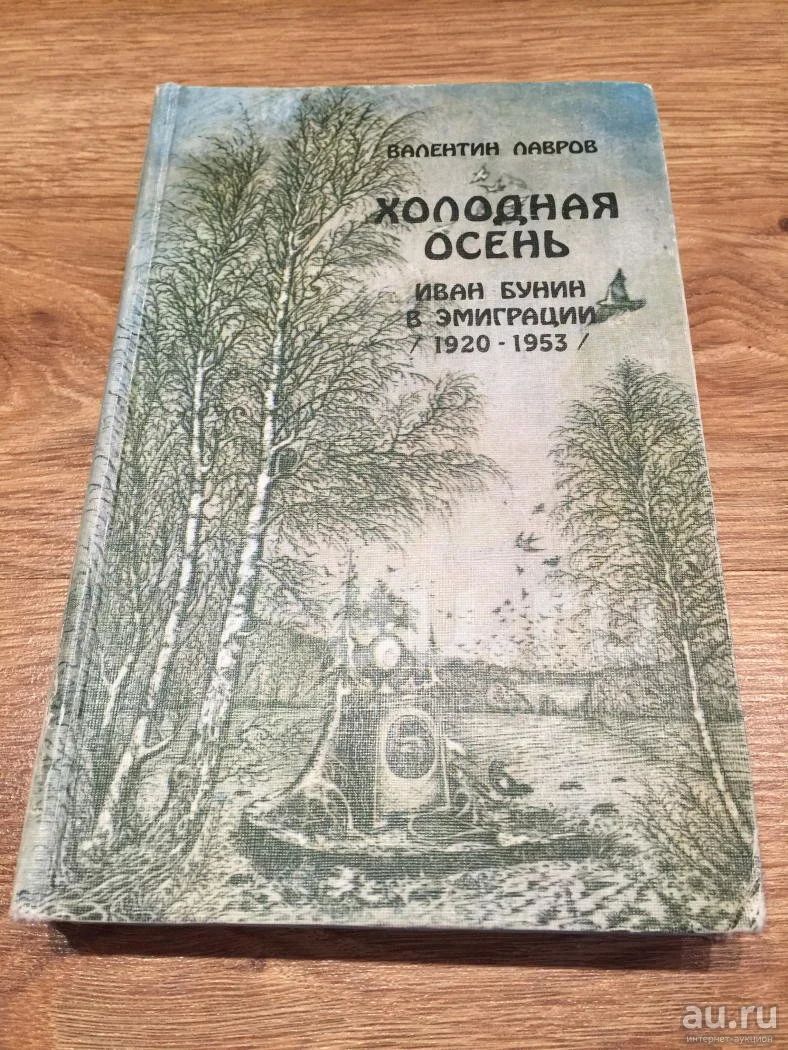 ВАЛЕНТИН ЛАВРОВ
ХОЛОДНАЯ
ОСЕНЬ
ИВАН БУНИН
В ЭМИГРАЦИИ
/ 1920 - 1953 /
au.ru
интернет-аукцион